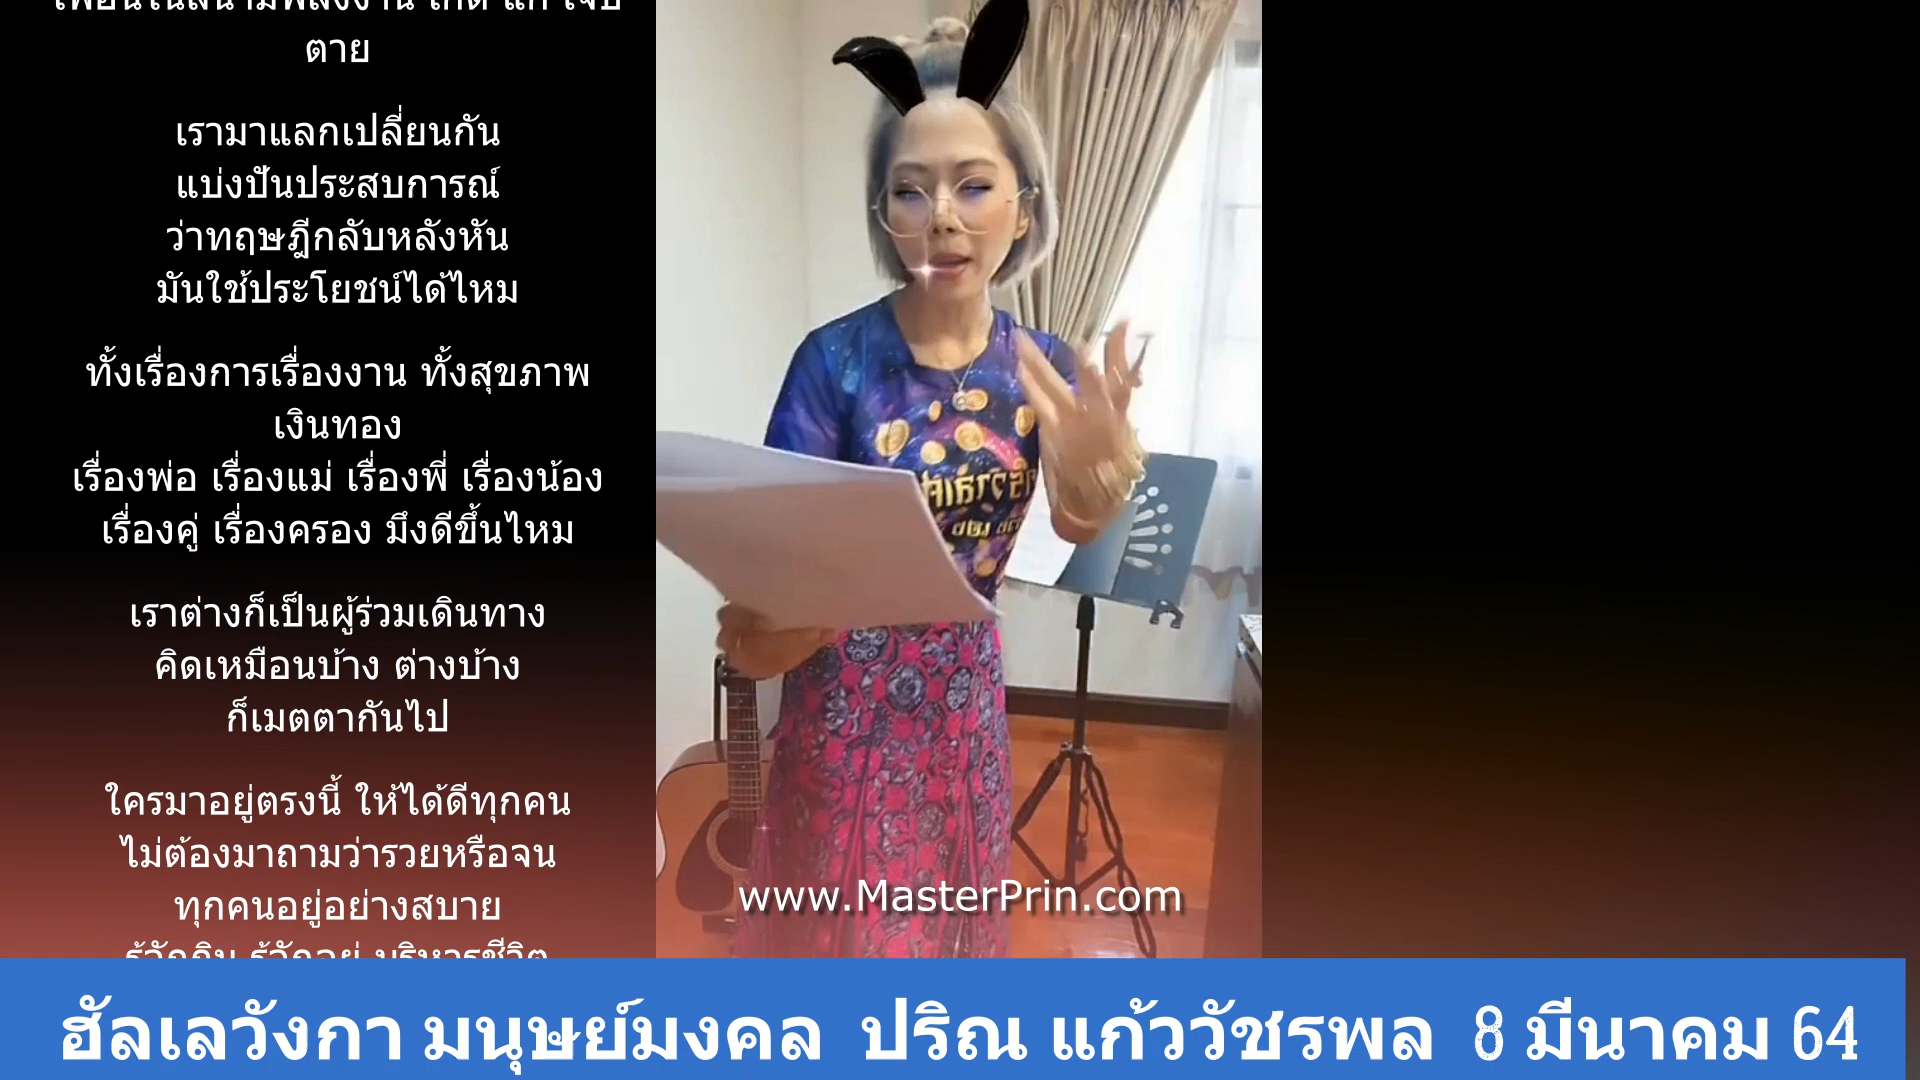 ตาย
เรามาแลกเปลี่ยนกัน
แบ่งปันประสบการณ์
ว่าทฤษฎีกลับหลังหัน
มันใช้ประโยชน์ได้ไหม
ทั้งเรื่องการเรื่องงาน ทั้งสุขภาพ
เงินทอง
เรื่องพ่อ เรื่องแม่ เรื่องพี่ เรื่องน้อง
เรื่องคู่ เรื่องครอง มึงดีขึ้นไหม
เราต่างก็เป็นผู้ร่วมเดินทาง
คิดเหมือนบ้าง ต่างบ้าง
ก็เมตตากันไป
ใครมาอยู่ตรงนี้ ให้ได้ดีทุกคน
ไม่ต้องมาถามว่ารวยหรือจน
ทุกคนอยู่อย่างสบาย
www.MasterPrin.com
ฮัลเลวังกา มนุษย์มงคล ปริณ แก้ววัชรพล 8 มีนาคม 64